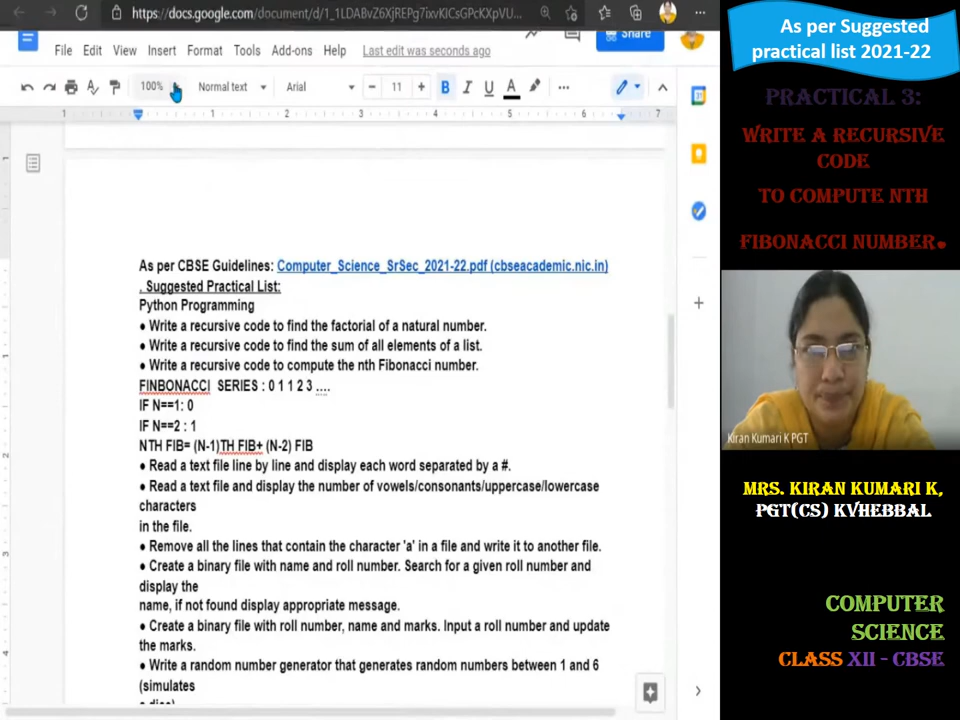 https://docs.google.com/document/d/1_1LDABvZ6XjREPg7ixvKICsGPcKXpVU...
File Edit View Insert Format Tools Add-ons Help Last edit was seconds ago
Share
100% Normal text Arial 11 B I U A
1 1 2 3 4 5 6 7
As per CBSE Guidelines: Computer_Science_SrSec_2021-22.pdf (cbseacademic.nic.in)
. Suggested Practical List:
Python Programming
● Write a recursive code to find the factorial of a natural number.
● Write a recursive code to find the sum of all elements of a list.
● Write a recursive code to compute the nth Fibonacci number.
FINBONACCI SERIES : 0 1 1 2 3 ....
IF N==1: 0
IF N==2 : 1
NTH FIB= (N-1)TH FIB+ (N-2) FIB
● Read a text file line by line and display each word separated by a #.
● Read a text file and display the number of vowels/consonants/uppercase/lowercase
characters
in the file.
● Remove all the lines that contain the character 'a' in a file and write it to another file.
● Create a binary file with name and roll number. Search for a given roll number and
display the
name, if not found display appropriate message.
● Create a binary file with roll number, name and marks. Input a roll number and update
the marks.
● Write a random number generator that generates random numbers between 1 and 6
(simulates
As per Suggested
practical list 2021-22
PRACTICAL 3:
WRITE A RECURSIVE
CODE
TO COMPUTE NTH
FIBONACCI NUMBER.
Kiran Kumari K PGT
MRS. KIRAN KUMARI K,
PGT(CS) KVHEBBAL
COMPUTER
SCIENCE
CLASS XII - CBSE